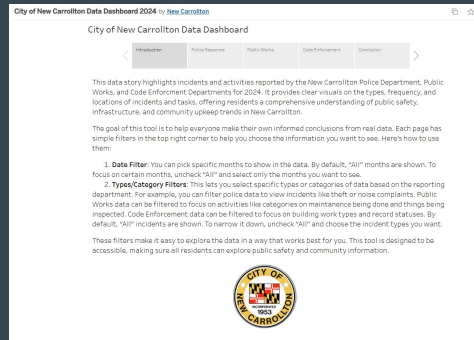 City of New Carrollton Data Dashboard 2024 by New Carrollton
City of New Carrollton Data Dashboard
Introduction
Police Response
Public Works
Code Enforcement
Conclusion
This data story highlights incidents and activities reported by the New Carrollton Police Department, Public
Works, and Code Enforcment Departments for 2024. It provides clear visuals on the types, frequency, and
locations of incidents and tasks, offering residents a comprehensive understanding of public safety,
infrastructure, and community upkeep trends in New Carrollton.
The goal of this tool is to help everyone make their own informed conclusions from real data. Each page has
simple filters in the top right corner to help you choose the information you want to see. Here's how to use
them:
1. Date Filter: You can pick specific months to show in the data. By default, "All" months are shown. To
focus on certain months, uncheck "All" and select only the months you want to see.
2. Types/Category Filters: This lets you select specific types or categories of data based on the reporting
department. For example, you can filter police data to view incidents like theft or noise complaints. Public
Works data can be filtered to focus on activities like categories on maintanence being done and things being
inspected. Code Enforcement data can be filtered to focus on building work types and record statuses. By
default, "All" incidents are shown. To narrow it down, uncheck "All" and choose the incident types you want.
These filters make it easy to explore the data in a way that works best for you. This tool is designed to be
accessible, making sure all residents can explore public safety and community information.
CITY OF
NEW CARROLLTON
INCORPORATED
1953